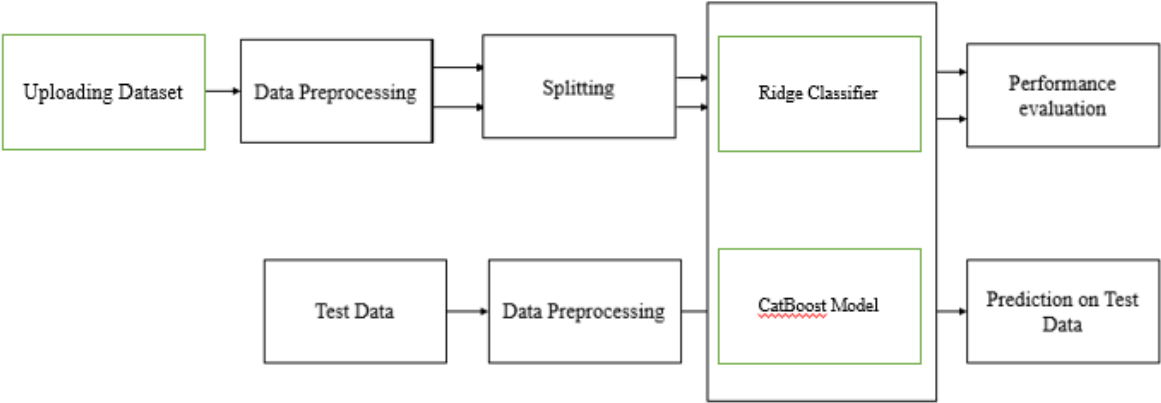 Uploading Dataset
Data Preprocessing
Splitting
Ridge Classifier
Performance
evaluation
Test Data
Data Preprocessing
CatBoost Model
Prediction on Test
Data